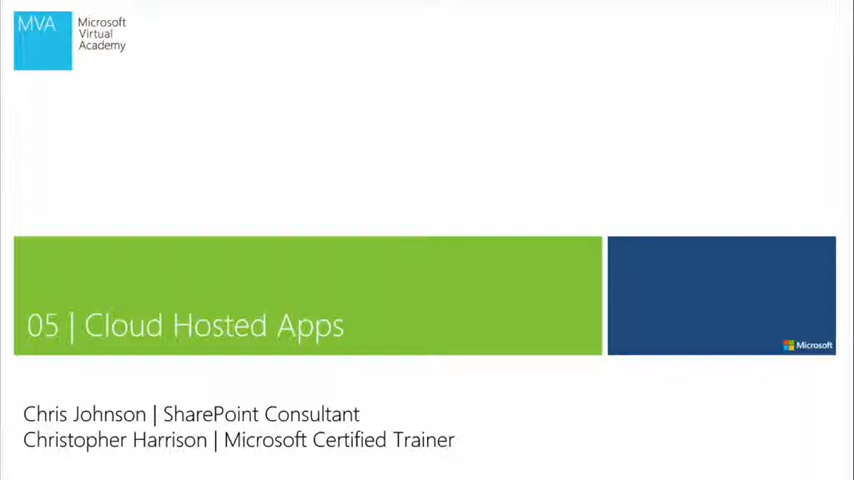 MVA
Microsoft
Virtual
Academy
05 | Cloud Hosted Apps
Microsoft
Chris Johnson | SharePoint Consultant
Christopher Harrison | Microsoft Certified Trainer